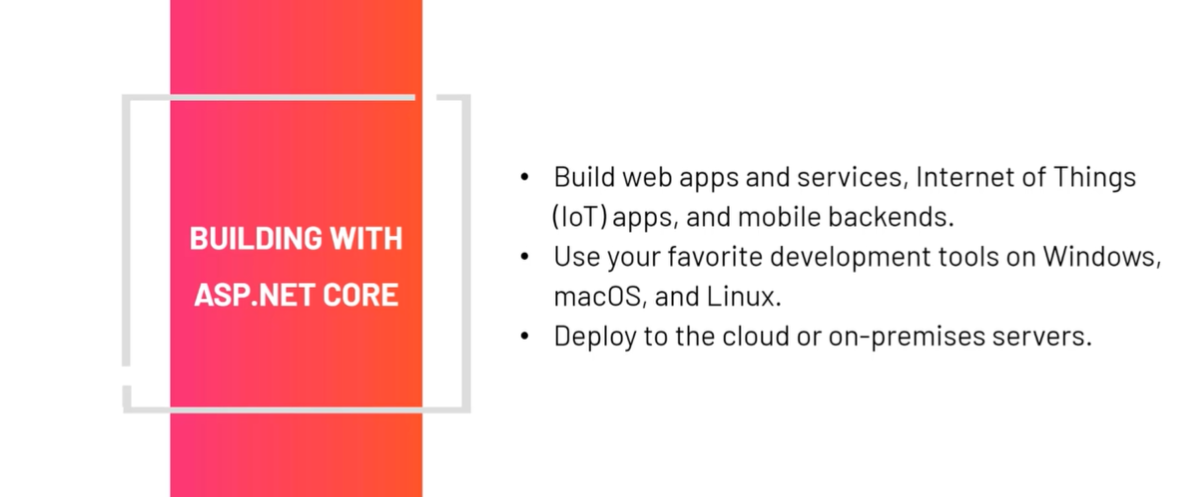 BUILDING WITH
ASP.NET CORE
• Build web apps and services, Internet of Things
(IoT) apps, and mobile backends.
• Use your favorite development tools on Windows,
macOS, and Linux.
• Deploy to the cloud or on-premises servers.